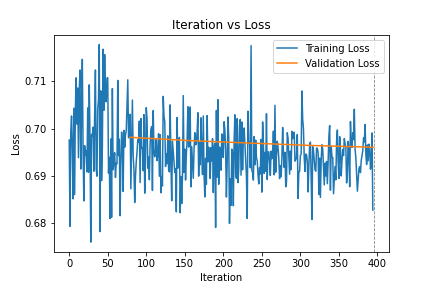 Iteration vs Loss
Training Loss
Validation Loss
0.71
0.70
0.69
0.68
Loss
0 50 100 150 200 250 300 350 400
Iteration